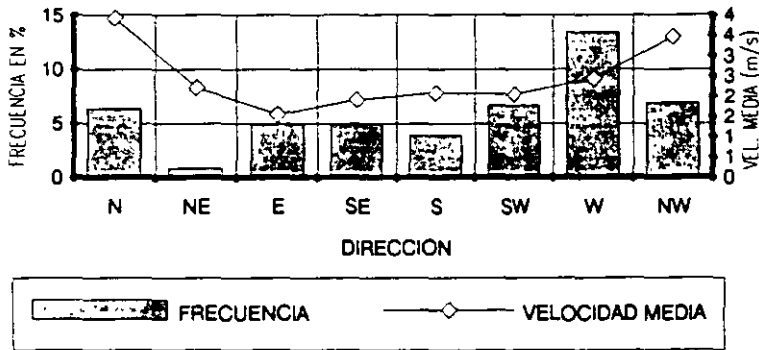 FRECUENCIA EN %
15
10
5
0
4
4
3
3
2
2
1
1
0
VEL. MEDIA (m/s)
N NE E SE S SW W NW
DIRECCION
FRECUENCIA
VELOCIDAD MEDIA